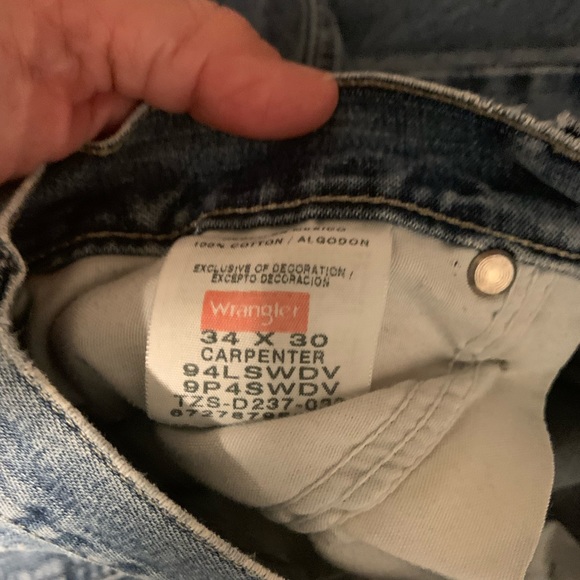 100% COTTON / ALGODON
EXCLUSIVE OF DECORATION /
EXCEPTO DECORACION
Wrangler
34 X 30
CARPENTER
94LSWDV
9P4SWDV